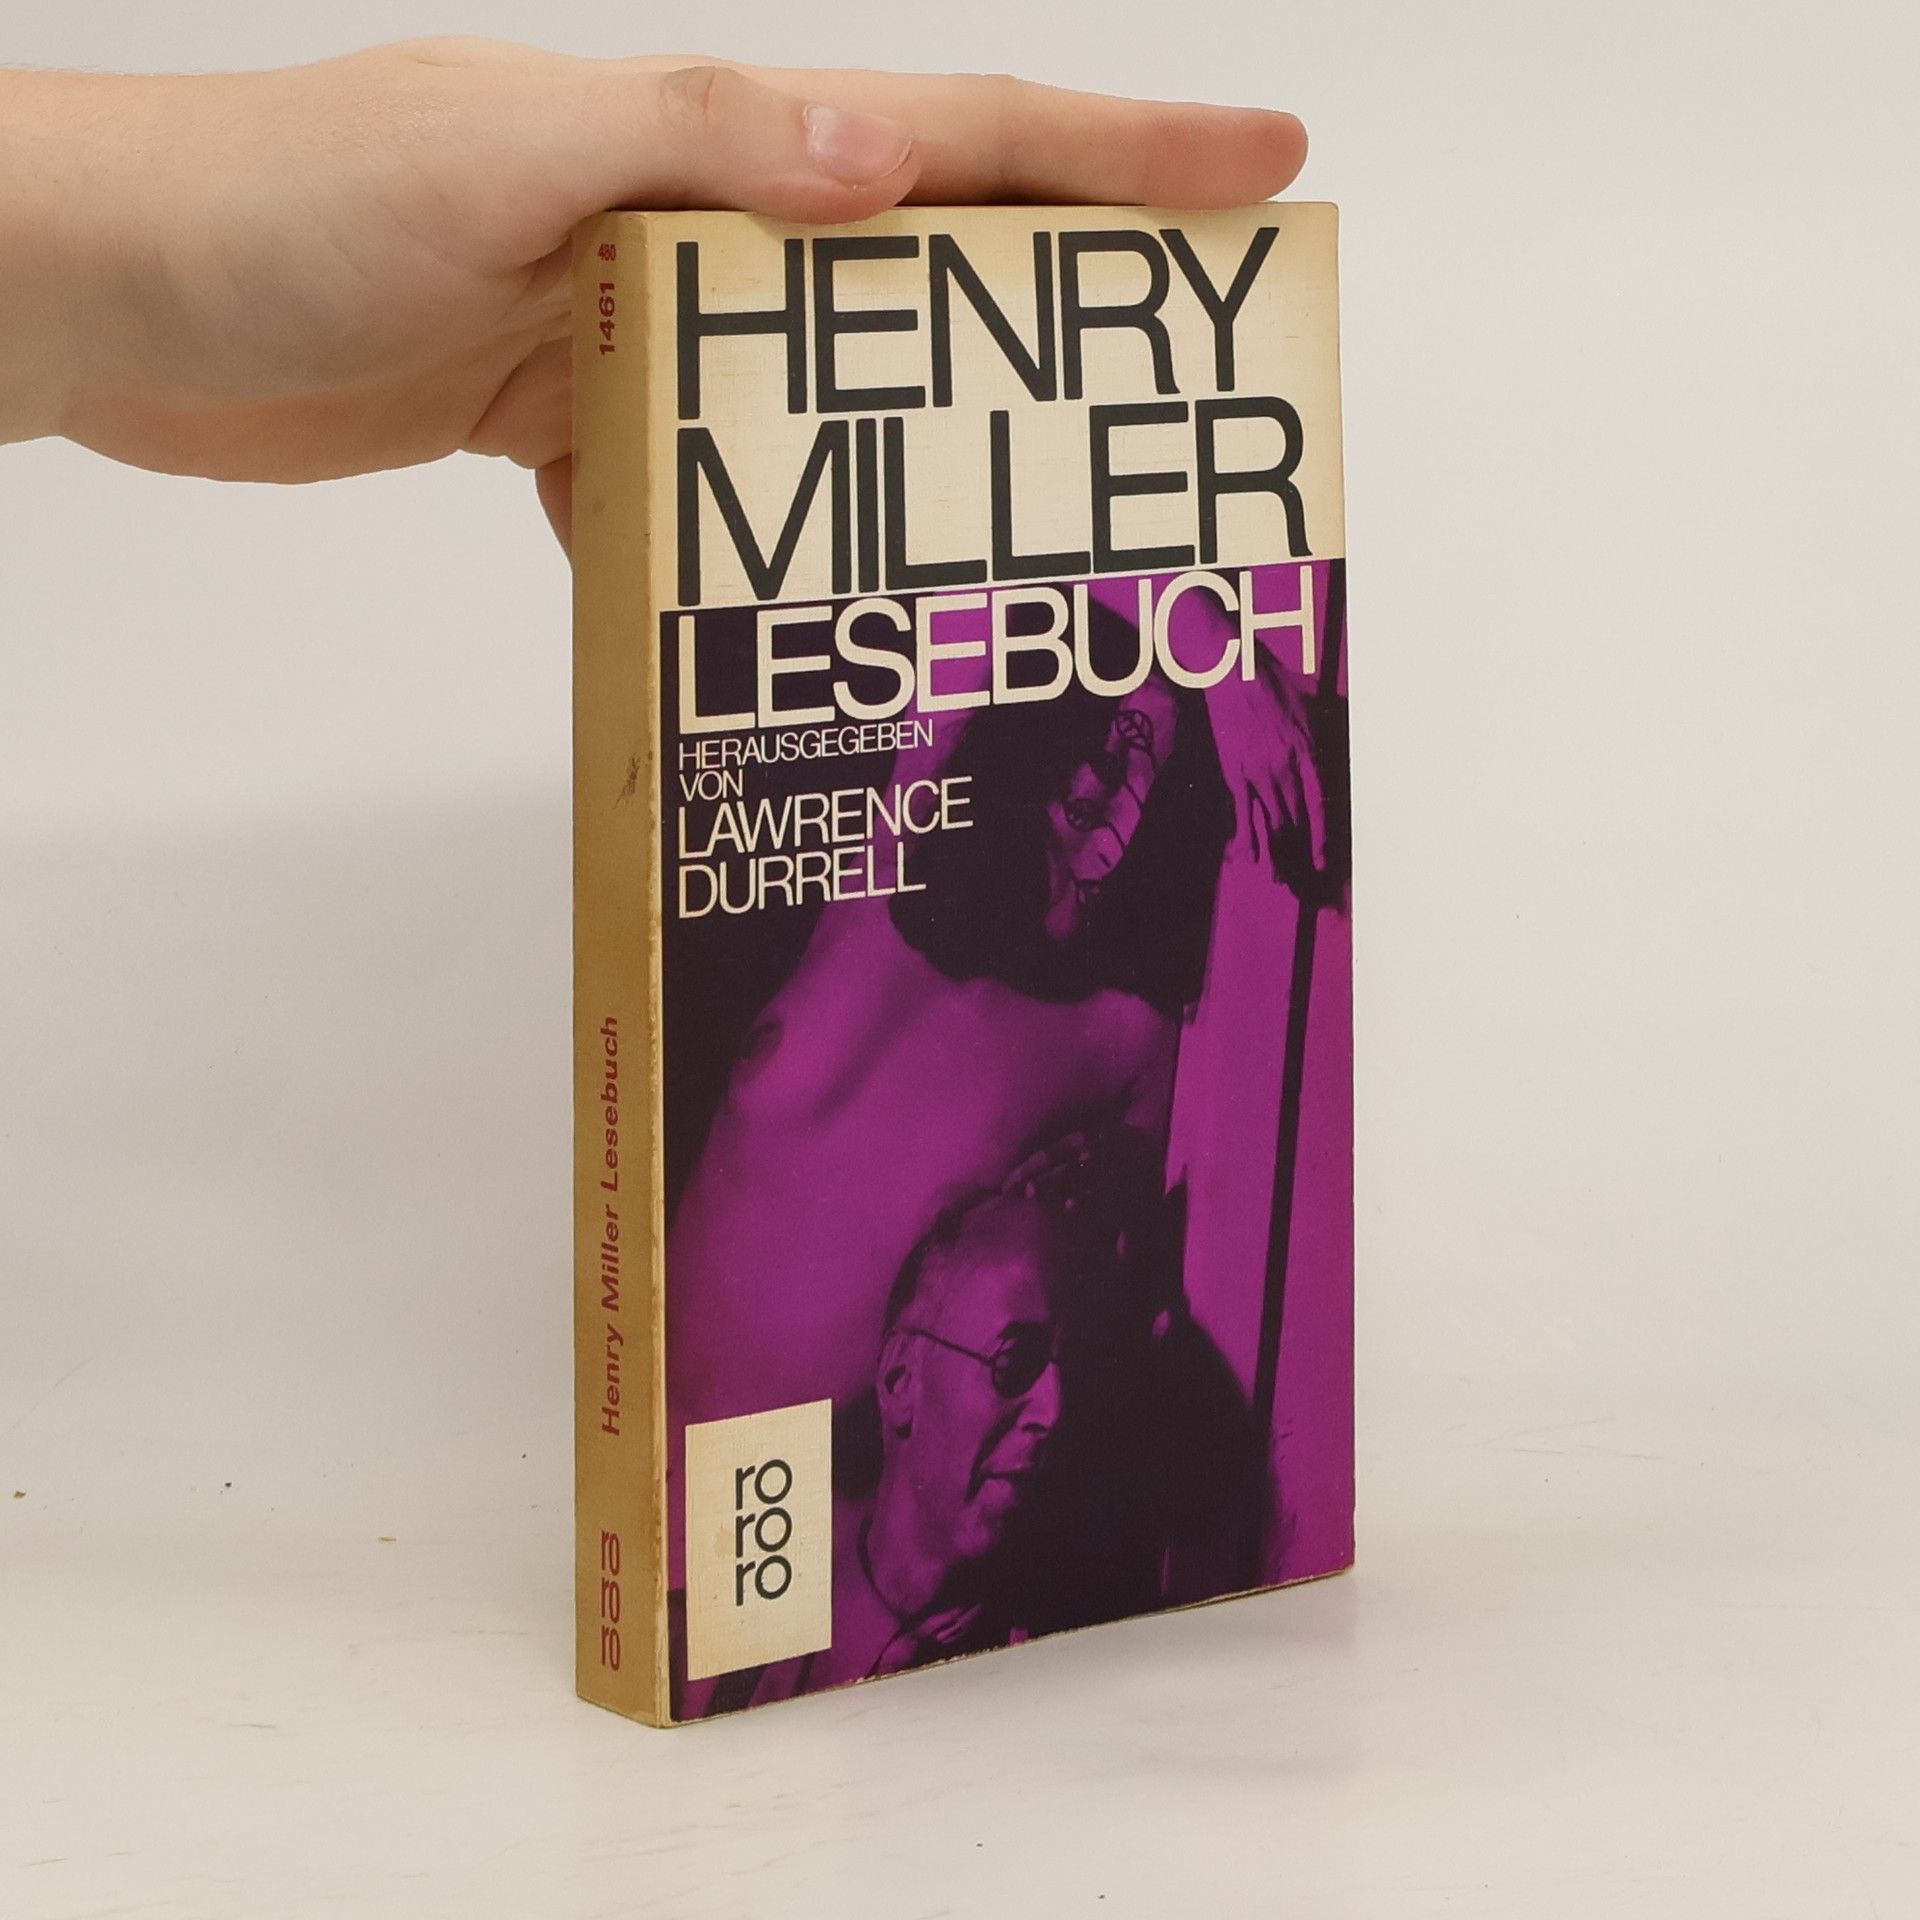 480
1461
Henry Miller Lesebuch
ro
ro
ro
HENRY
MILLER
LESEBUCH
HERAUSGEGEBEN
VON
LAWRENCE
DURRELL
ro
ro
ro